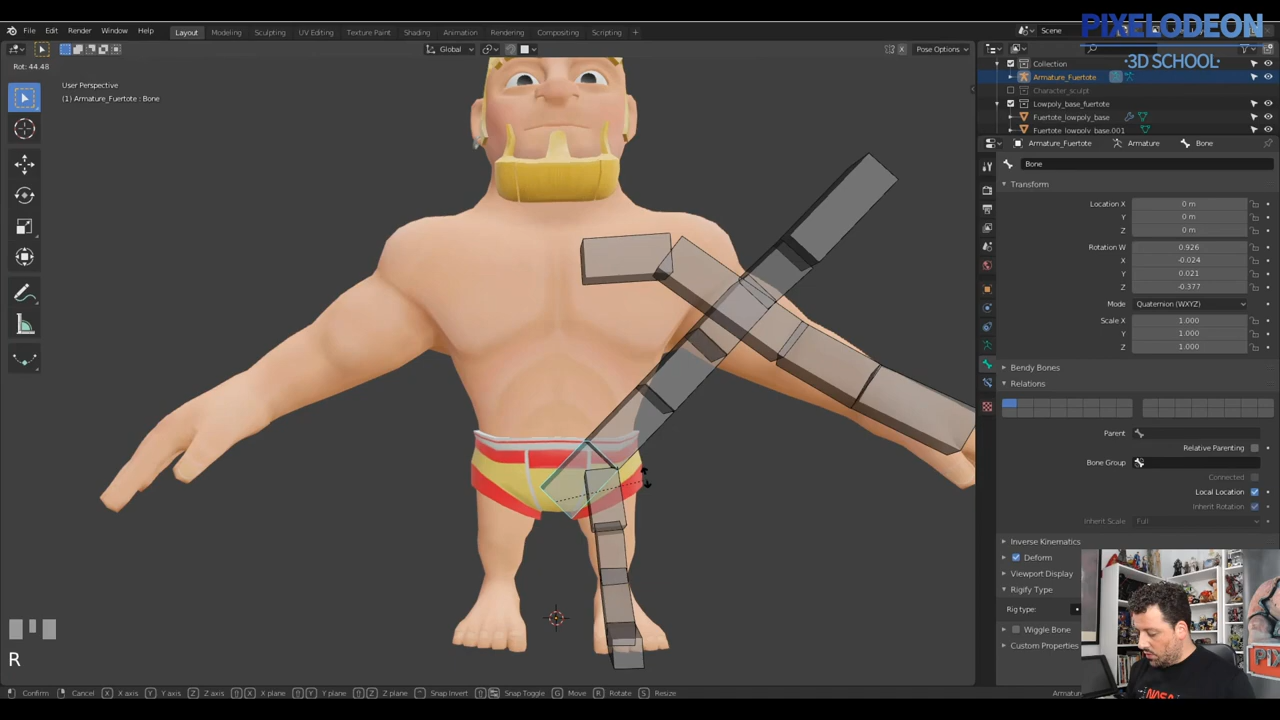 PIXELODEON
·3D SCHOOL·
File Edit Render Window Help
Layout Modeling Sculpting UV Editing Texture Paint Shading Animation Rendering Compositing Scripting +
Scene
Global
Pose Options
Rot: 44.48
User Perspective
(1) Armature_Fuertote : Bone
Collection
Armature_Fuertote
Character_sculpt
Lowpoly_base_fuertote
Fuertote_lowpoly_base
Fuertote_lowpoly_base.001
Armature_Fuertote › Armature › Bone
Bone
Transform
Location X 0 m
Y 0 m
Z 0 m
Rotation W 0.926
X -0.024
Y 0.021
Z -0.377
Mode Quaternion (WXYZ)
Scale X 1.000
Y 1.000
Z 1.000
Bendy Bones
Relations
Parent
Relative Parenting
Bone Group
Connected
Local Location
Inherit Rotation
Inherit Scale Full
Inverse Kinematics
Deform
Viewport Display
Rigify Type
Rig type:
Wiggle Bone
Custom Properties
R
NASA
Confirm Cancel X X axis Y Y axis Z Z axis X X plane Y Y plane Z Z plane Snap Invert Snap Toggle G Move R Rotate S Resize